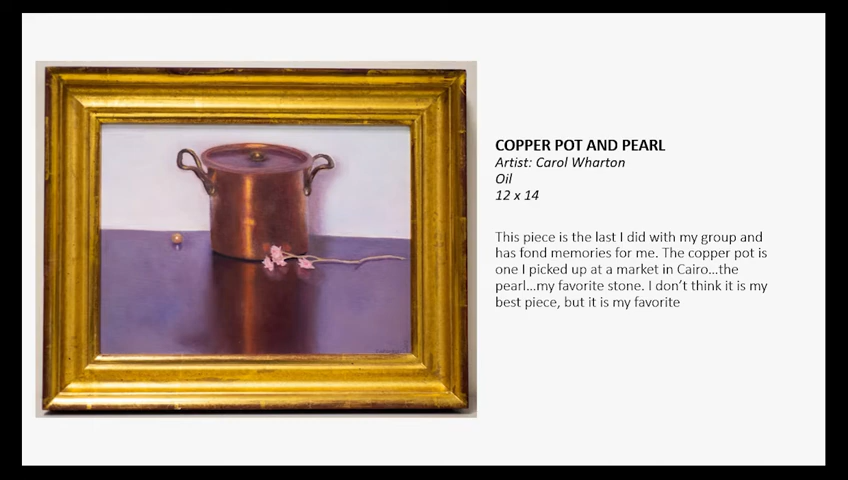 COPPER POT AND PEARL
Artist: Carol Wharton
Oil
12 x 14
This piece is the last I did with my group and
has fond memories for me. The copper pot is
one I picked up at a market in Cairo...the
pearl...my favorite stone. I don't think it is my
best piece, but it is my favorite